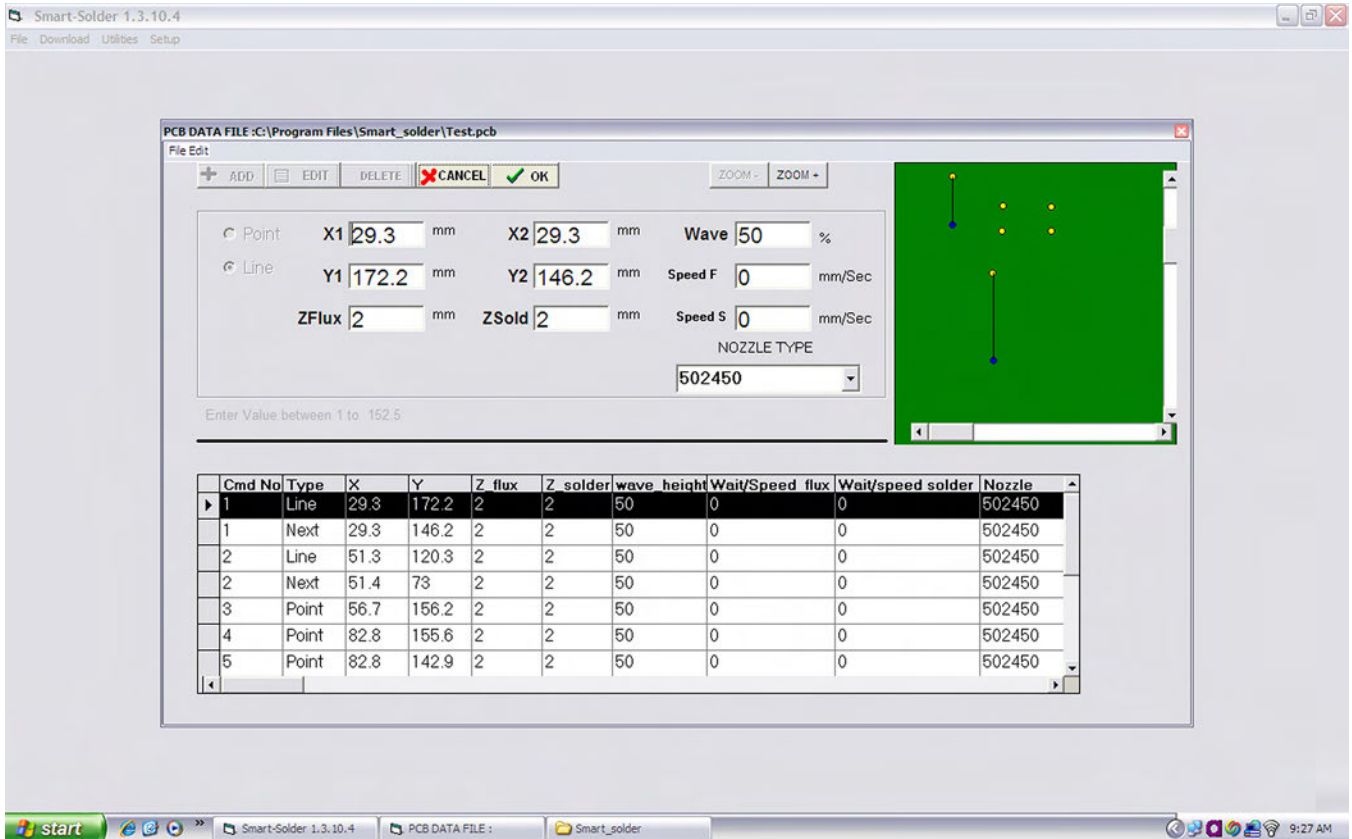 Smart-Solder 1.3.10.4
File Download Utilities Setup
PCB DATA FILE :C:\Program Files\Smart_solder\Test.pcb
File Edit
ADD EDIT DELETE CANCEL OK ZOOM - ZOOM +
Point X1 29.3 mm X2 29.3 mm Wave 50 %
Line Y1 172.2 mm Y2 146.2 mm Speed F 0 mm/Sec
ZFlux 2 mm ZSold 2 mm Speed S 0 mm/Sec
NOZZLE TYPE
502450
Enter Value between 1 to 152.5
Cmd No Type X Y Z_flux Z_solder wave_height Wait/Speed_flux Wait/speed solder Nozzle
1 Line 29.3 172.2 2 2 50 0 0 502450
1 Next 29.3 146.2 2 2 50 0 0 502450
2 Line 51.3 120.3 2 2 50 0 0 502450
2 Next 51.4 73 2 2 50 0 0 502450
3 Point 56.7 156.2 2 2 50 0 0 502450
4 Point 82.8 155.6 2 2 50 0 0 502450
5 Point 82.8 142.9 2 2 50 0 0 502450
start Smart-Solder 1.3.10.4 PCB DATA FILE : Smart_solder 9:27 AM